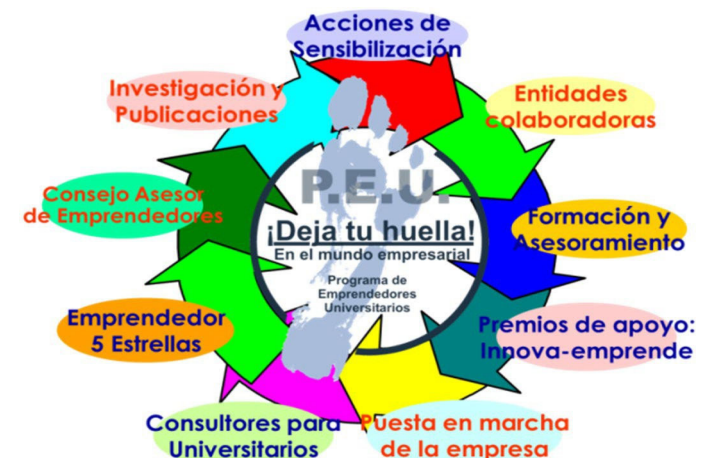 Acciones de
Sensibilización
Entidades
colaboradoras
Formación y
Asesoramiento
Premios de apoyo:
Innova-emprende
Puesta en marcha
de la empresa
Consultores para
Universitarios
Emprendedor
5 Estrellas
Consejo Asesor
de Emprendedores
Investigación y
Publicaciones
P.E.U.
¡Deja tu huella!
En el mundo empresarial
Programa de
Emprendedores
Universitarios